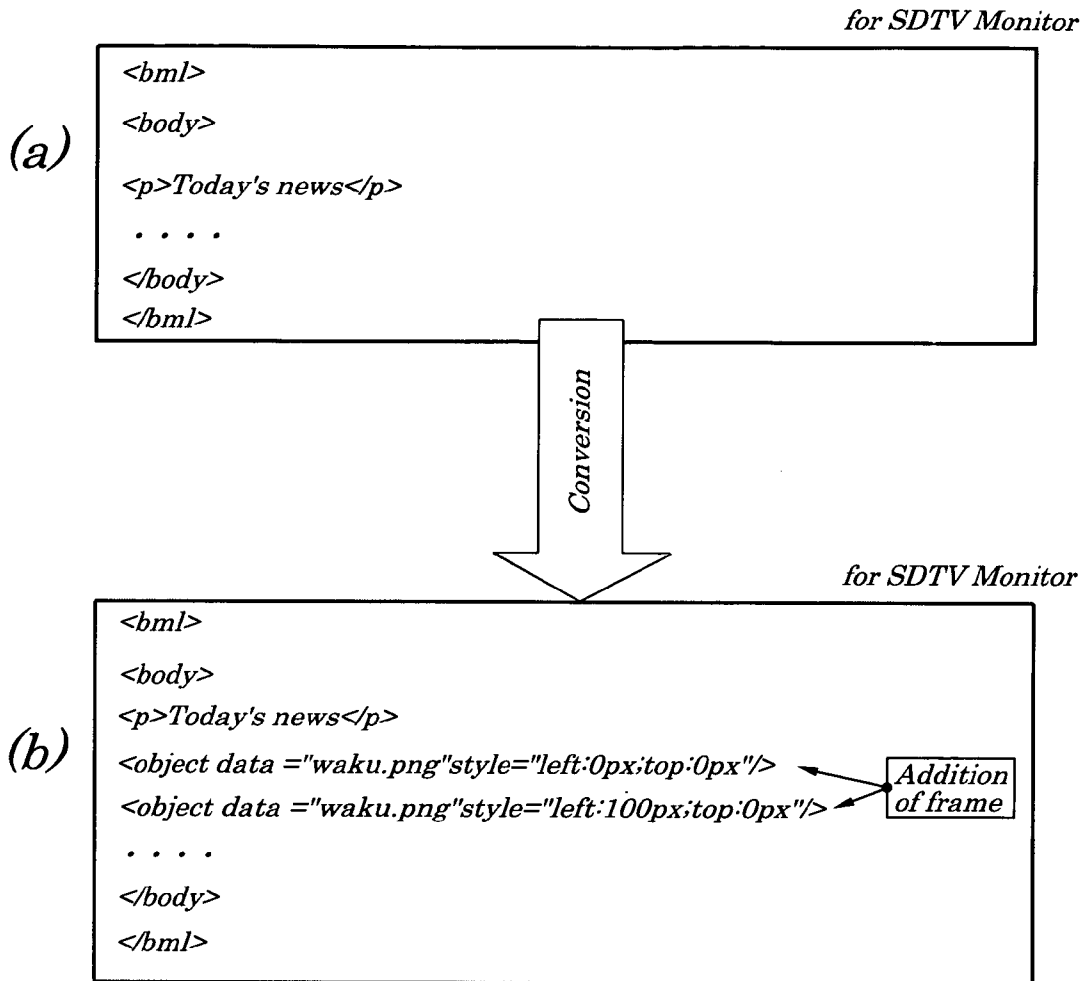 for SDTV Monitor
(a)
<bml>
<body>
<p>Today's news</p>
. . . .
</body>
</bml>
Conversion
for SDTV Monitor
(b)
<bml>
<body>
<p>Today's news</p>
<object data ="waku.png"style="left:0px;top:0px"/>
<object data ="waku.png"style="left:100px;top:0px"/>
Addition
of frame
. . . .
</body>
</bml>